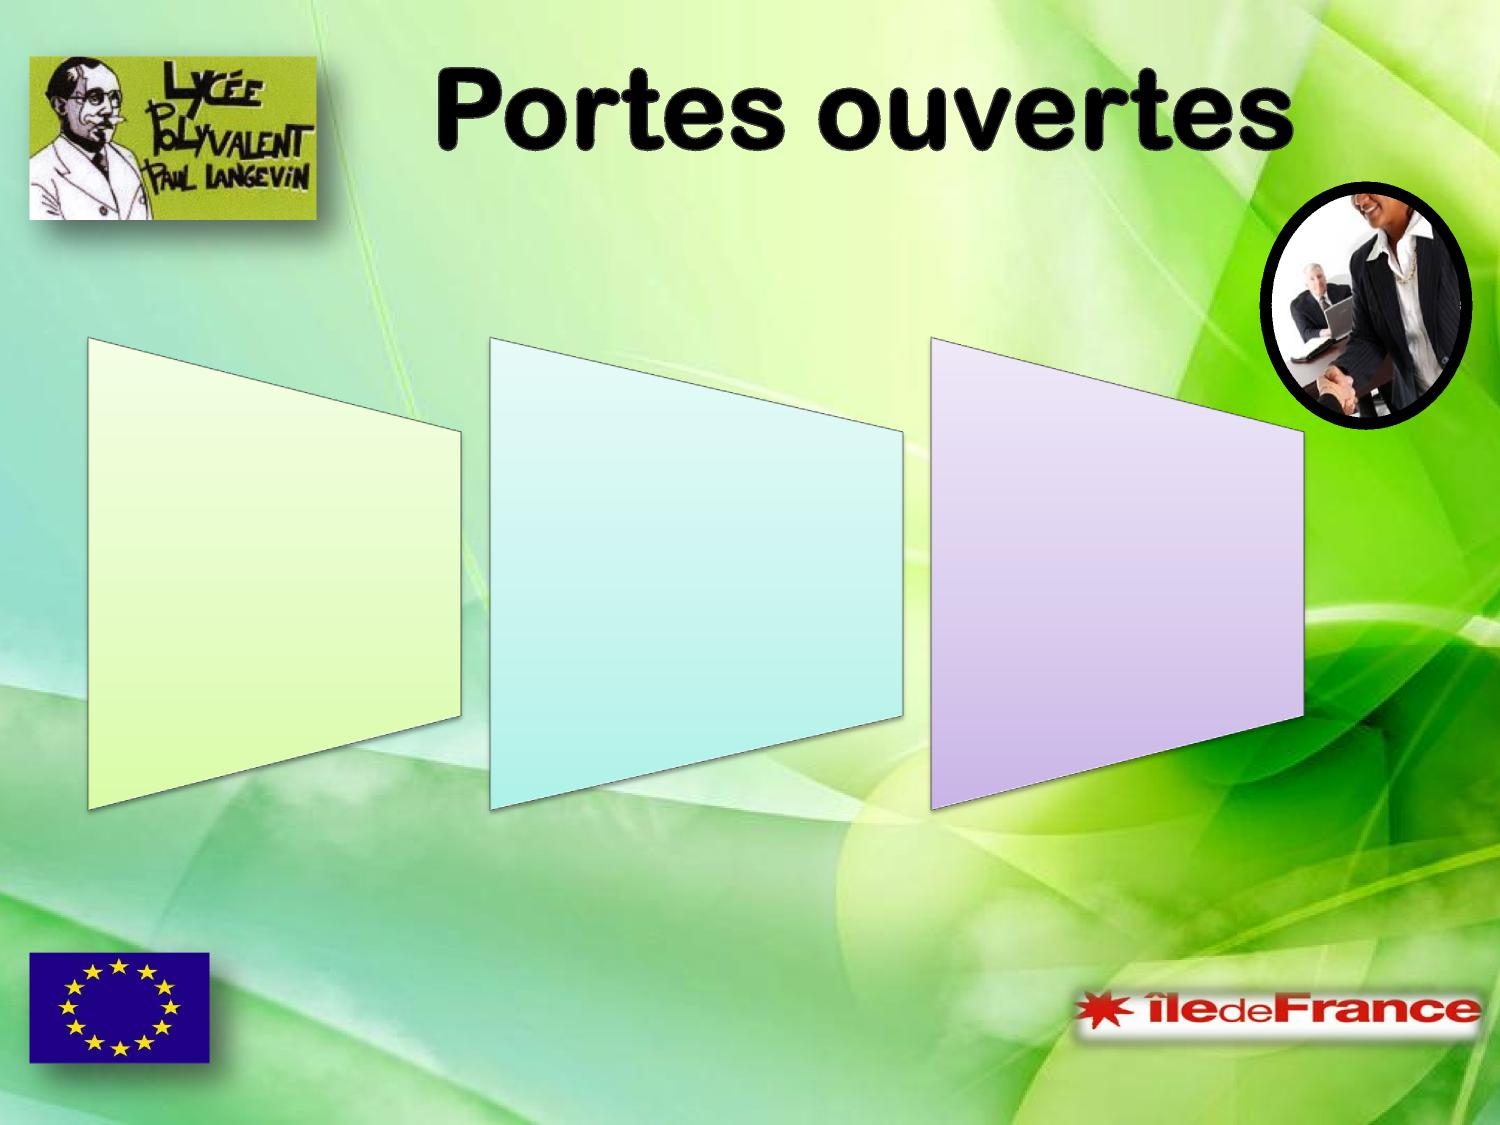 Portes ouvertes
LYCÉE
POLYVALENT
PAUL LANGEVIN
îledeFrance